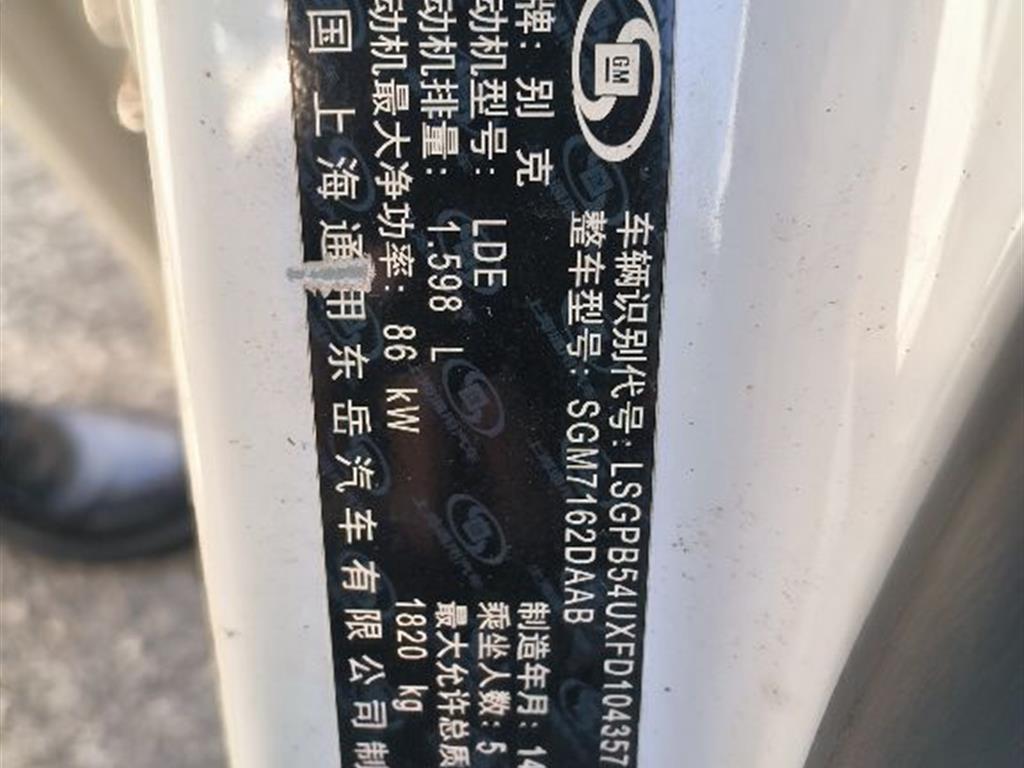 GM
车辆识别代号: LSGPB54UXFD104357
整车型号: SGM7162DAAB
牌: 别克
制造年月: 14
动机型号: LDE
乘坐人数: 5
动机排量: 1.598 L
最大允许总质
动机最大净功率: 86 kW
1820 kg
国上海通用东岳汽车有限公司制